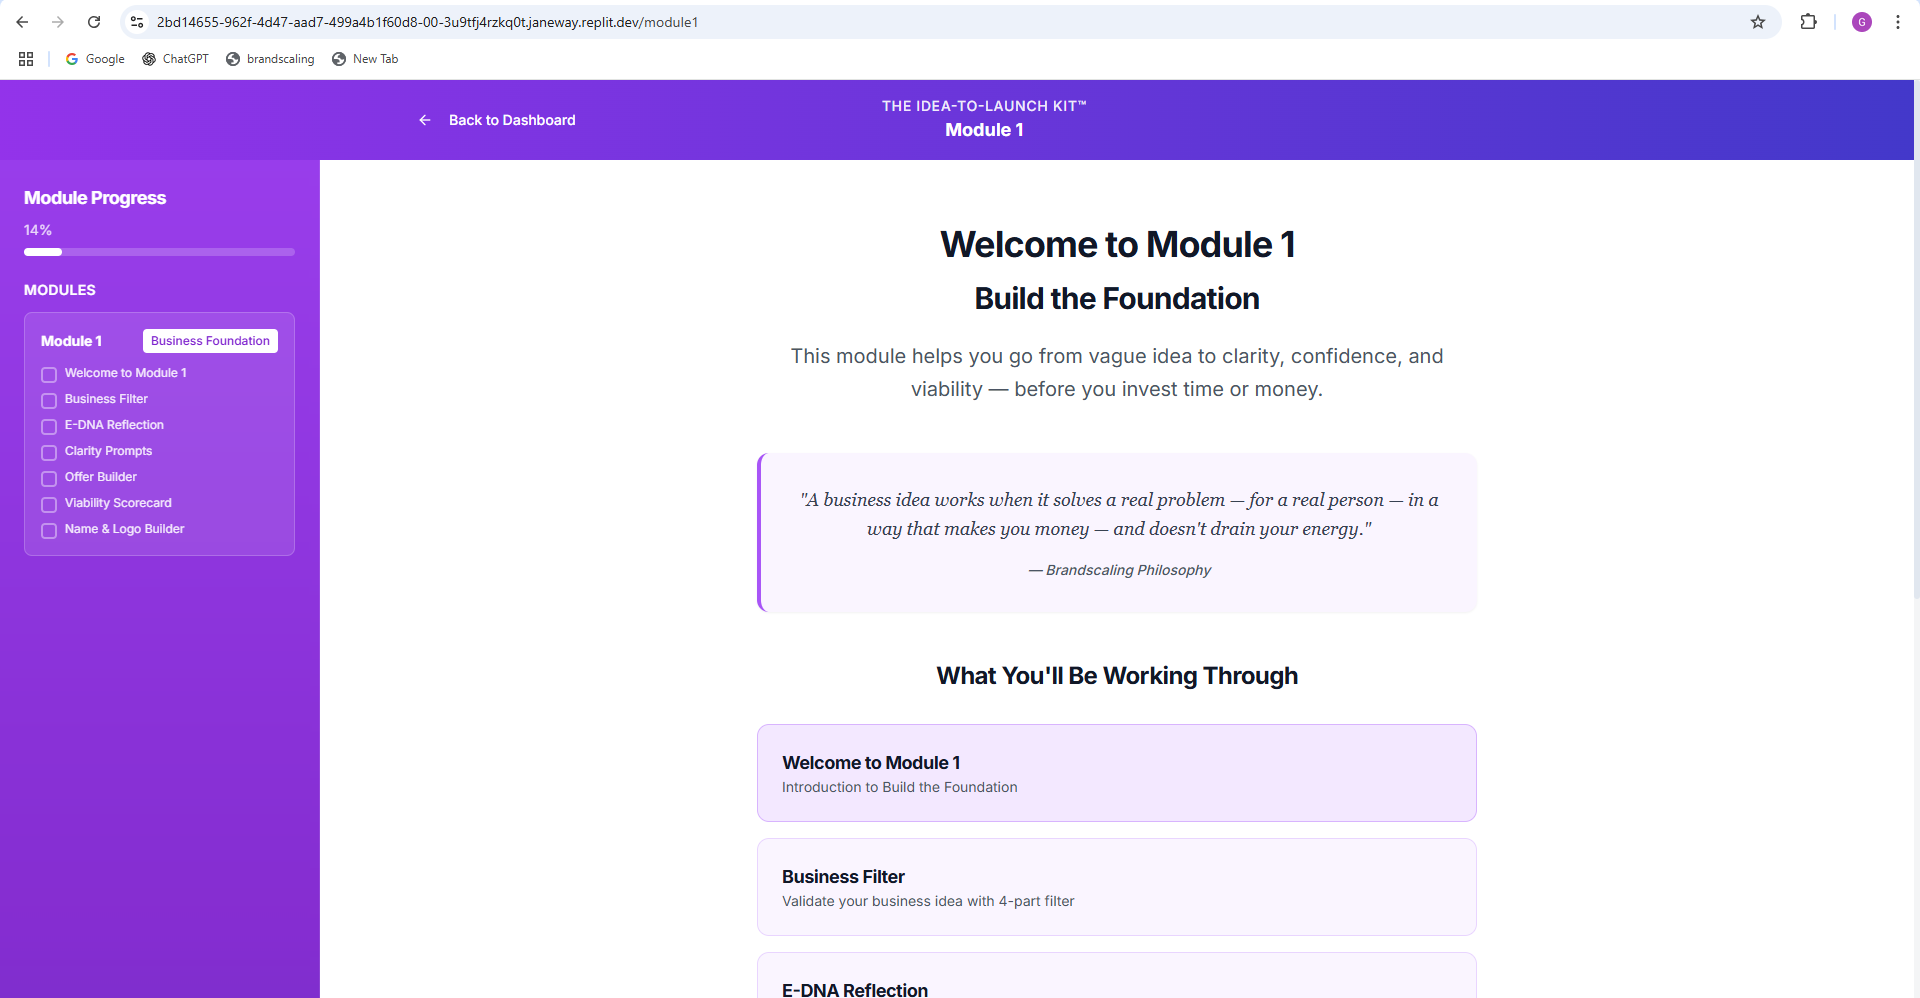 2bd14655-962f-4d47-aad7-499a4b1f60d8-00-3u9tfj4rzkq0t.janeway.replit.dev/module1
G
Google
ChatGPT
brandscaling
New Tab
Back to Dashboard
THE IDEA-TO-LAUNCH KIT™
Module 1
Module Progress
14%
MODULES
Module 1
Business Foundation
Welcome to Module 1
Business Filter
E-DNA Reflection
Clarity Prompts
Offer Builder
Viability Scorecard
Name & Logo Builder
Welcome to Module 1
Build the Foundation
This module helps you go from vague idea to clarity, confidence, and
viability — before you invest time or money.
"A business idea works when it solves a real problem — for a real person — in a
way that makes you money — and doesn't drain your energy."
— Brandscaling Philosophy
What You'll Be Working Through
Welcome to Module 1
Introduction to Build the Foundation
Business Filter
Validate your business idea with 4-part filter
E-DNA Reflection